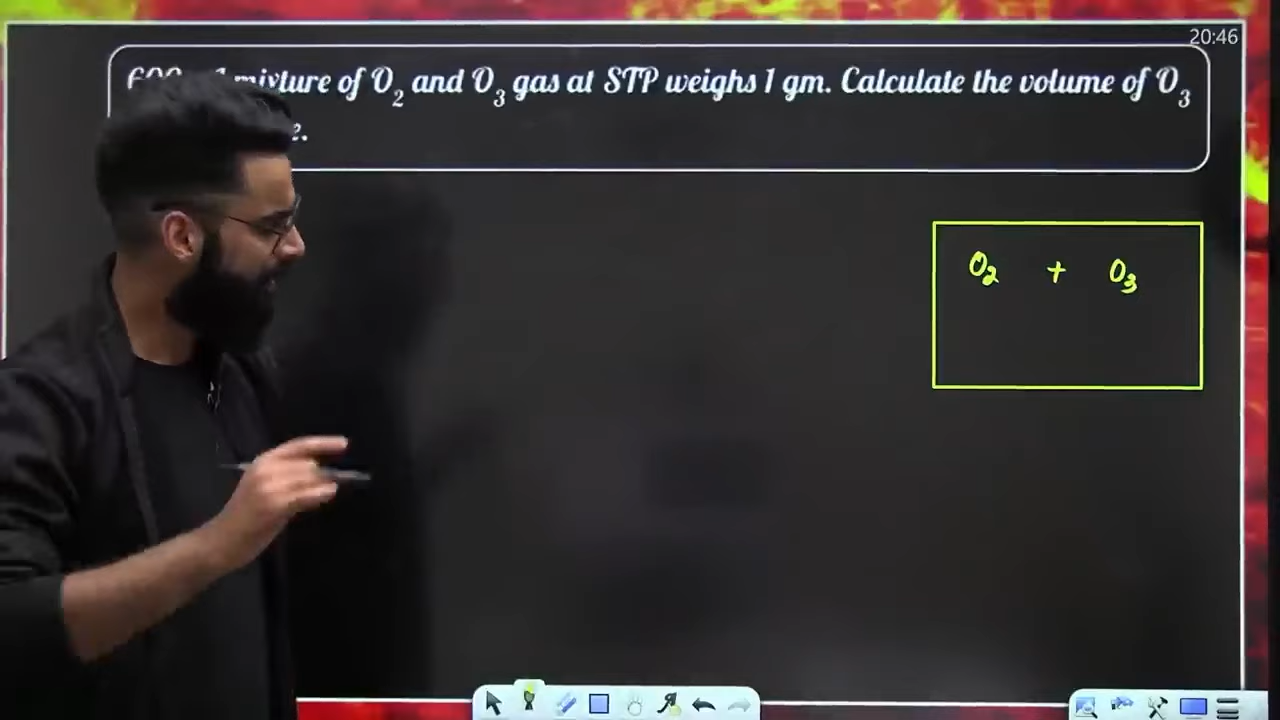 20:46
mixture of O2 and O3 gas at STP weighs 1 gm. Calculate the volume of O3
O2 + O3